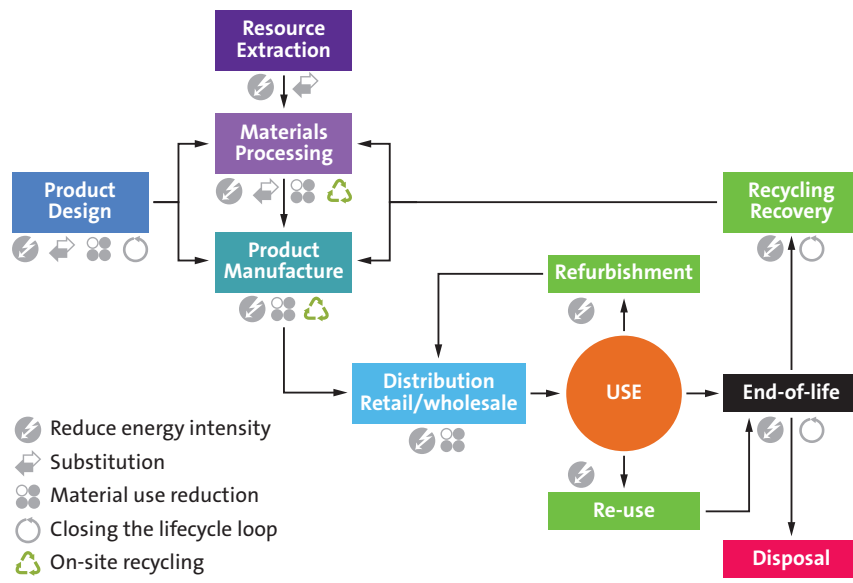 Resource
Extraction
Materials
Processing
Product
Design
Recycling
Recovery
Product
Manufacture
Refurbishment
Distribution
Retail/wholesale
USE
End-of-life
Re-use
Disposal
Reduce energy intensity
Substitution
Material use reduction
Closing the lifecycle loop
On-site recycling